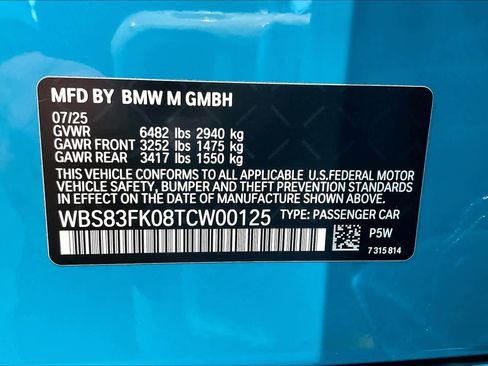 MFD BY BMW M GMBH
07/25
GVWR 6482 lbs 2940 kg
GAWR FRONT 3252 lbs 1475 kg
GAWR REAR 3417 lbs 1550 kg
THIS VEHICLE CONFORMS TO ALL APPLICABLE U.S.FEDERAL MOTOR
VEHICLE SAFETY, BUMPER AND THEFT PREVENTION STANDARDS
IN EFFECT ON THE DATE OF MANUFACTURE SHOWN ABOVE.
WBS83FK08TCW00125 TYPE: PASSENGER CAR
P5W
7 315 814